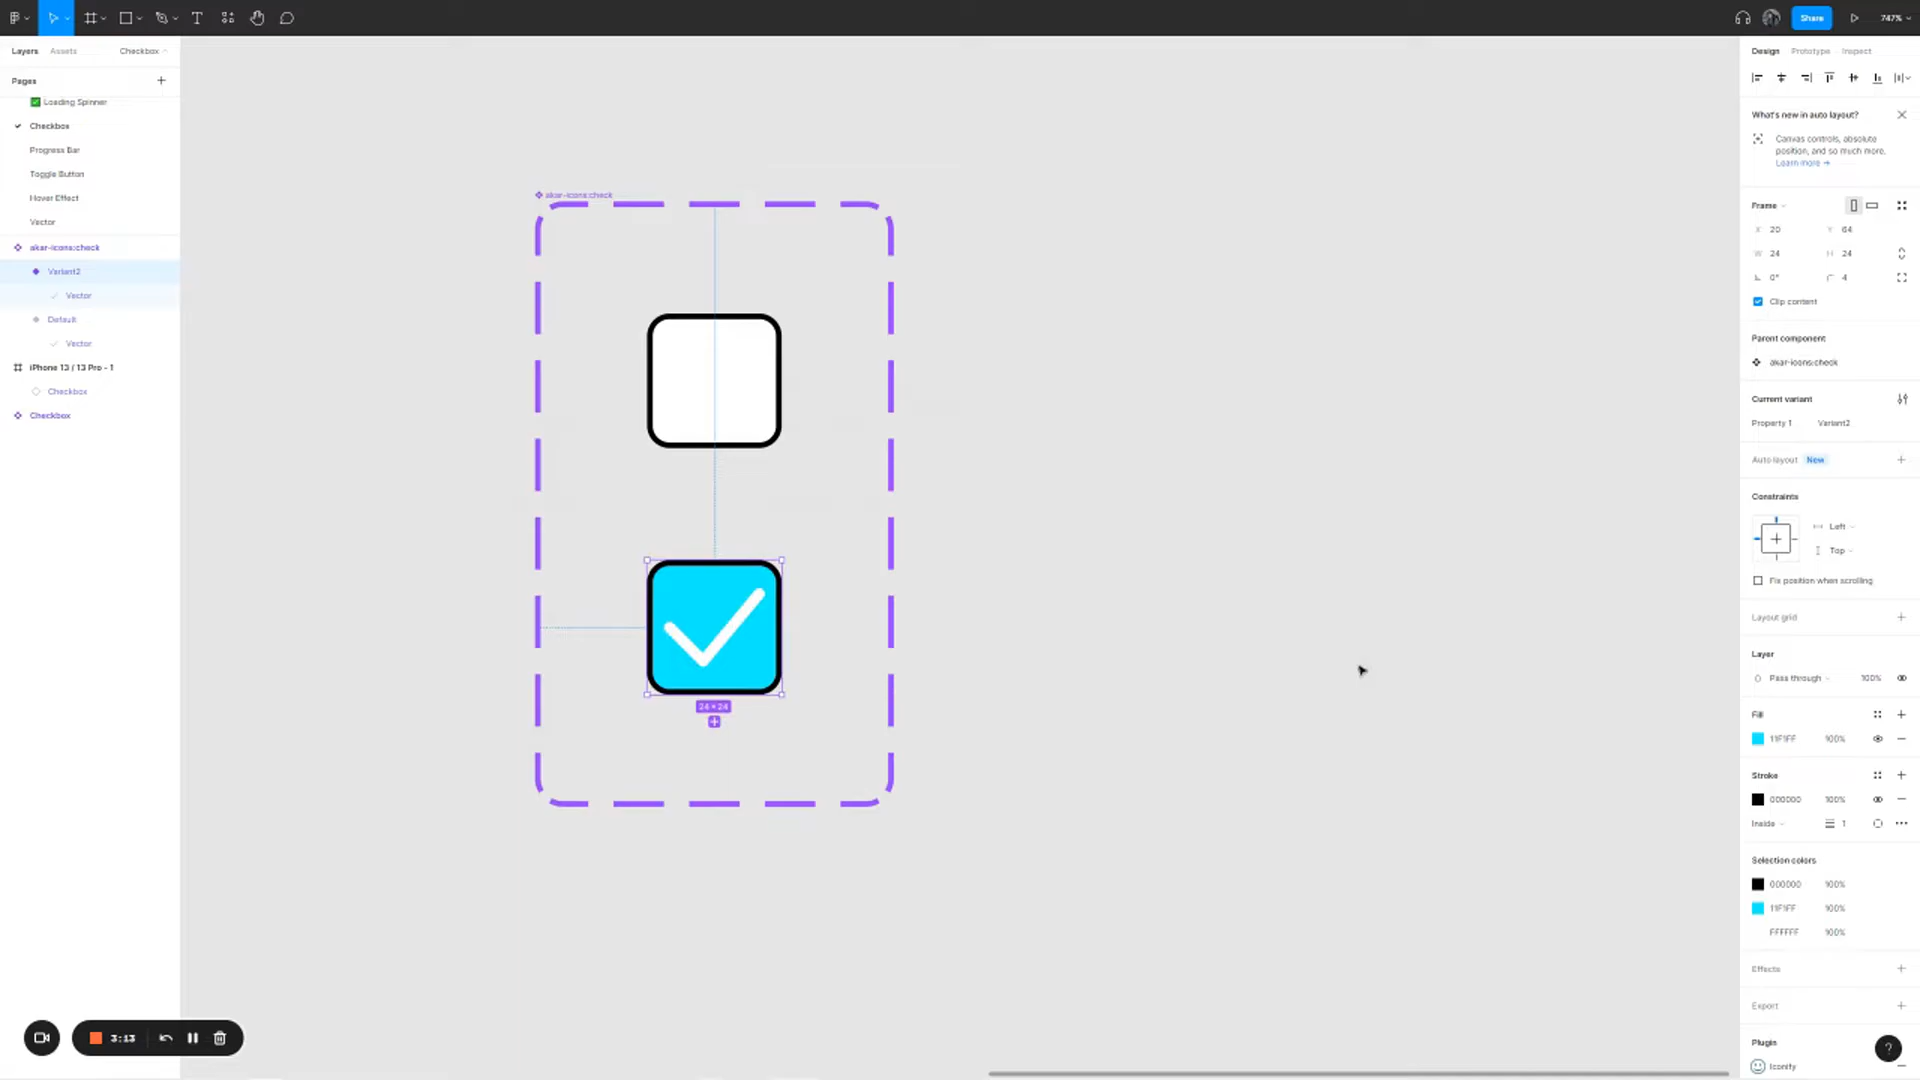 Share
747%
Layers
Assets
Checkbox
Pages
Loading Spinner
Checkbox
Progress Bar
Toggle Button
Hover Effect
Vector
akar-icons:check
Variant2
Vector
Default
Vector
iPhone 13 / 13 Pro - 1
Checkbox
Checkbox
akar-icons:check
24 × 24
3:13
Design
Prototype
Inspect
What's new in auto layout?
Canvas controls, absolute
position, and so much more.
Learn more →
Frame
X 20
Y 64
W 24
H 24
0°
4
Clip content
Parent component
akar-icons:check
Current variant
Property 1
Variant2
Auto layout
New
Constraints
Left
Top
Fix position when scrolling
Layout grid
Layer
Pass through
100%
Fill
11F1FF
100%
Stroke
000000
100%
Inside
1
Selection colors
000000
100%
11F1FF
100%
FFFFFF
100%
Effects
Export
Plugin
Iconify
?